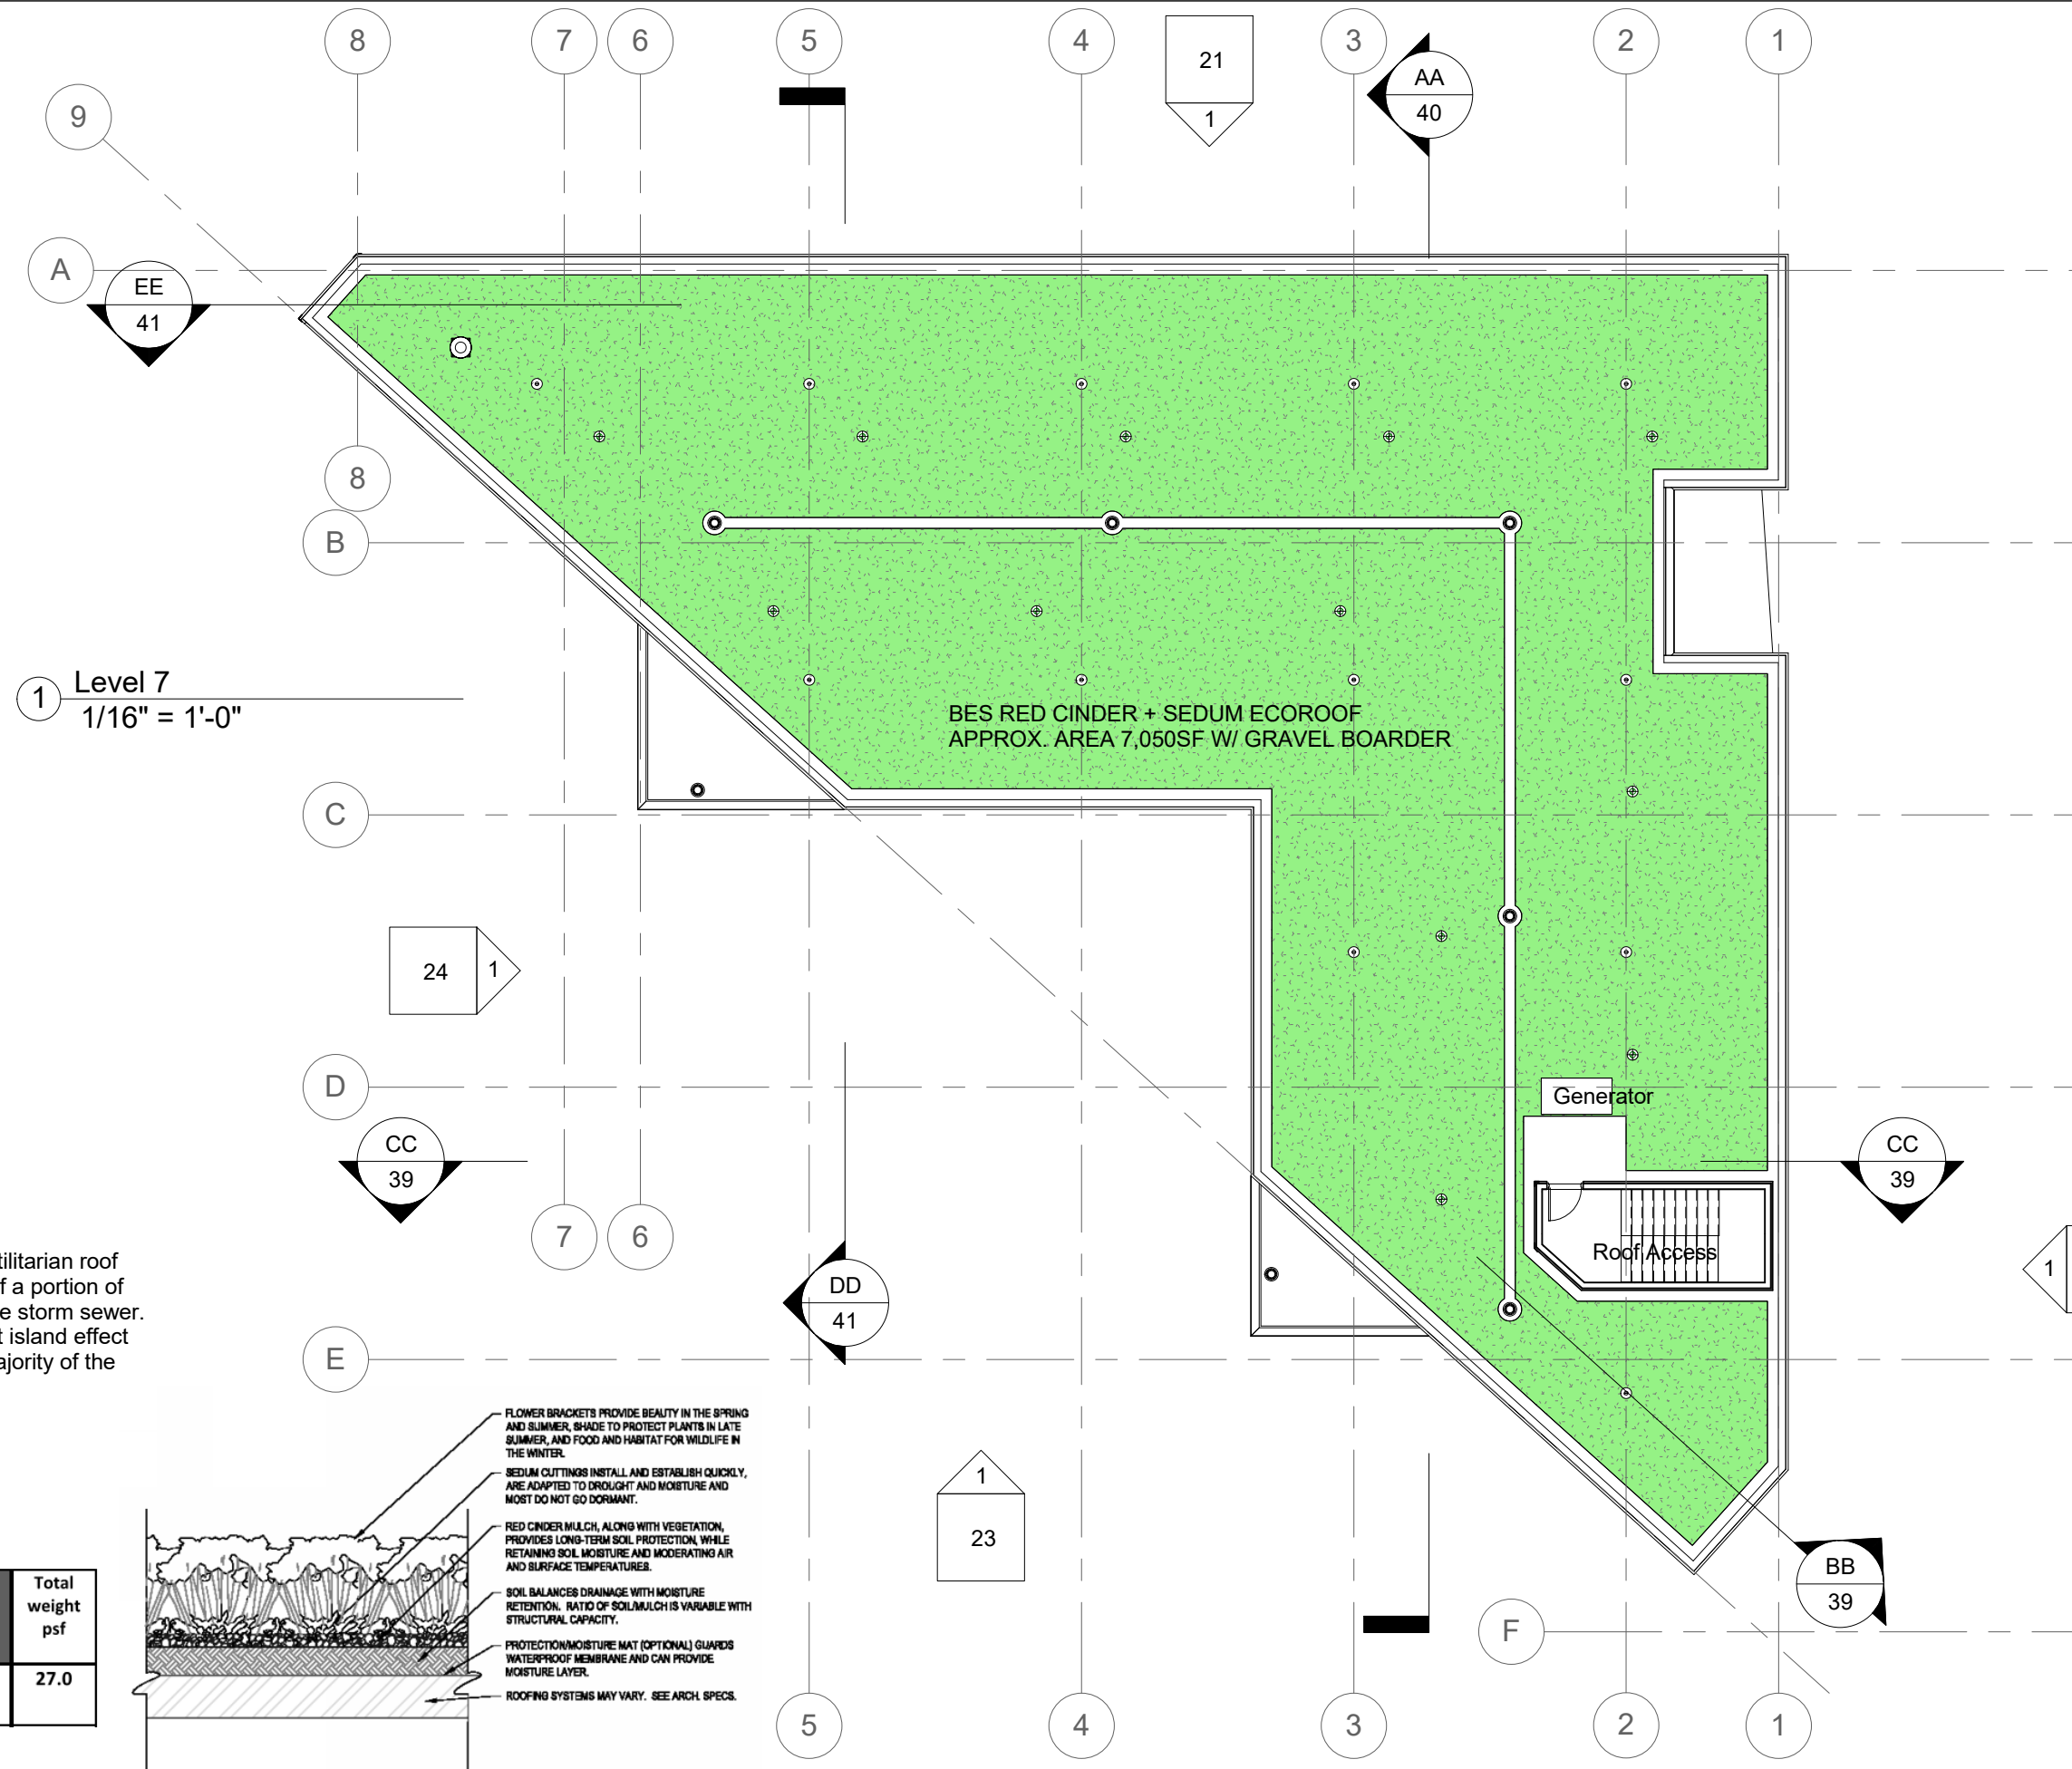 8
7
6
5
4
3
2
1
9
21
1
AA
40
A
EE
41
8
B
1
Level 7
1/16" = 1'-0"
BES RED CINDER + SEDUM ECOROOF
APPROX. AREA 7,050SF W/ GRAVEL BOARDER
C
24
1
D
Generator
CC
39
CC
39
7
6
Roof Access
1
DD
41
tilitarian roof
f a portion of
e storm sewer.
t island effect
ajority of the
E
FLOWER BRACKETS PROVIDE BEAUTY IN THE SPRING
AND SUMMER, SHADE TO PROTECT PLANTS IN LATE
SUMMER, AND FOOD AND HABITAT FOR WILDLIFE IN
THE WINTER.
SEDUM CUTTINGS INSTALL AND ESTABLISH QUICKLY,
ARE ADAPTED TO DROUGHT AND MOISTURE AND
MOST DO NOT GO DORMANT.
RED CINDER MULCH, ALONG WITH VEGETATION,
PROVIDES LONG-TERM SOIL PROTECTION, WHILE
RETAINING SOIL MOISTURE AND MODERATING AIR
AND SURFACE TEMPERATURES.
SOIL BALANCES DRAINAGE WITH MOISTURE
RETENTION. RATIO OF SOIL/MULCH IS VARIABLE WITH
STRUCTURAL CAPACITY.
PROTECTION/MOISTURE MAT (OPTIONAL) GUARDS
WATERPROOF MEMBRANE AND CAN PROVIDE
MOISTURE LAYER.
ROOFING SYSTEMS MAY VARY. SEE ARCH. SPECS.
1
23
Total
weight
psf
27.0
BB
39
F
5
4
3
2
1